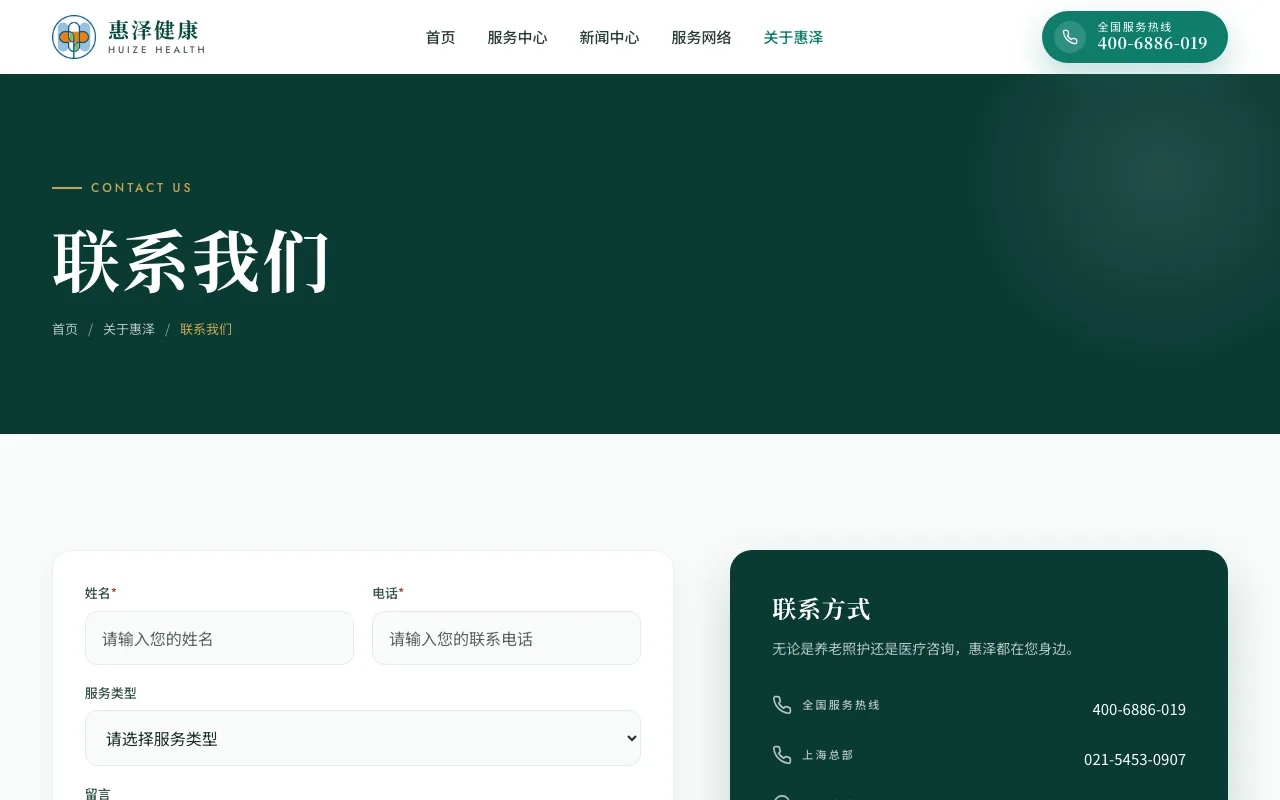 惠泽健康
HUIZE HEALTH
首页
服务中心
新闻中心
服务网络
关于惠泽
全国服务热线
400-6886-019
CONTACT US
联系我们
首页 / 关于惠泽 / 联系我们
姓名*
电话*
请输入您的姓名
请输入您的联系电话
服务类型
请选择服务类型
留言
联系方式
无论是养老照护还是医疗咨询，惠泽都在您身边。
全国服务热线
400-6886-019
上海总部
021-5453-0907